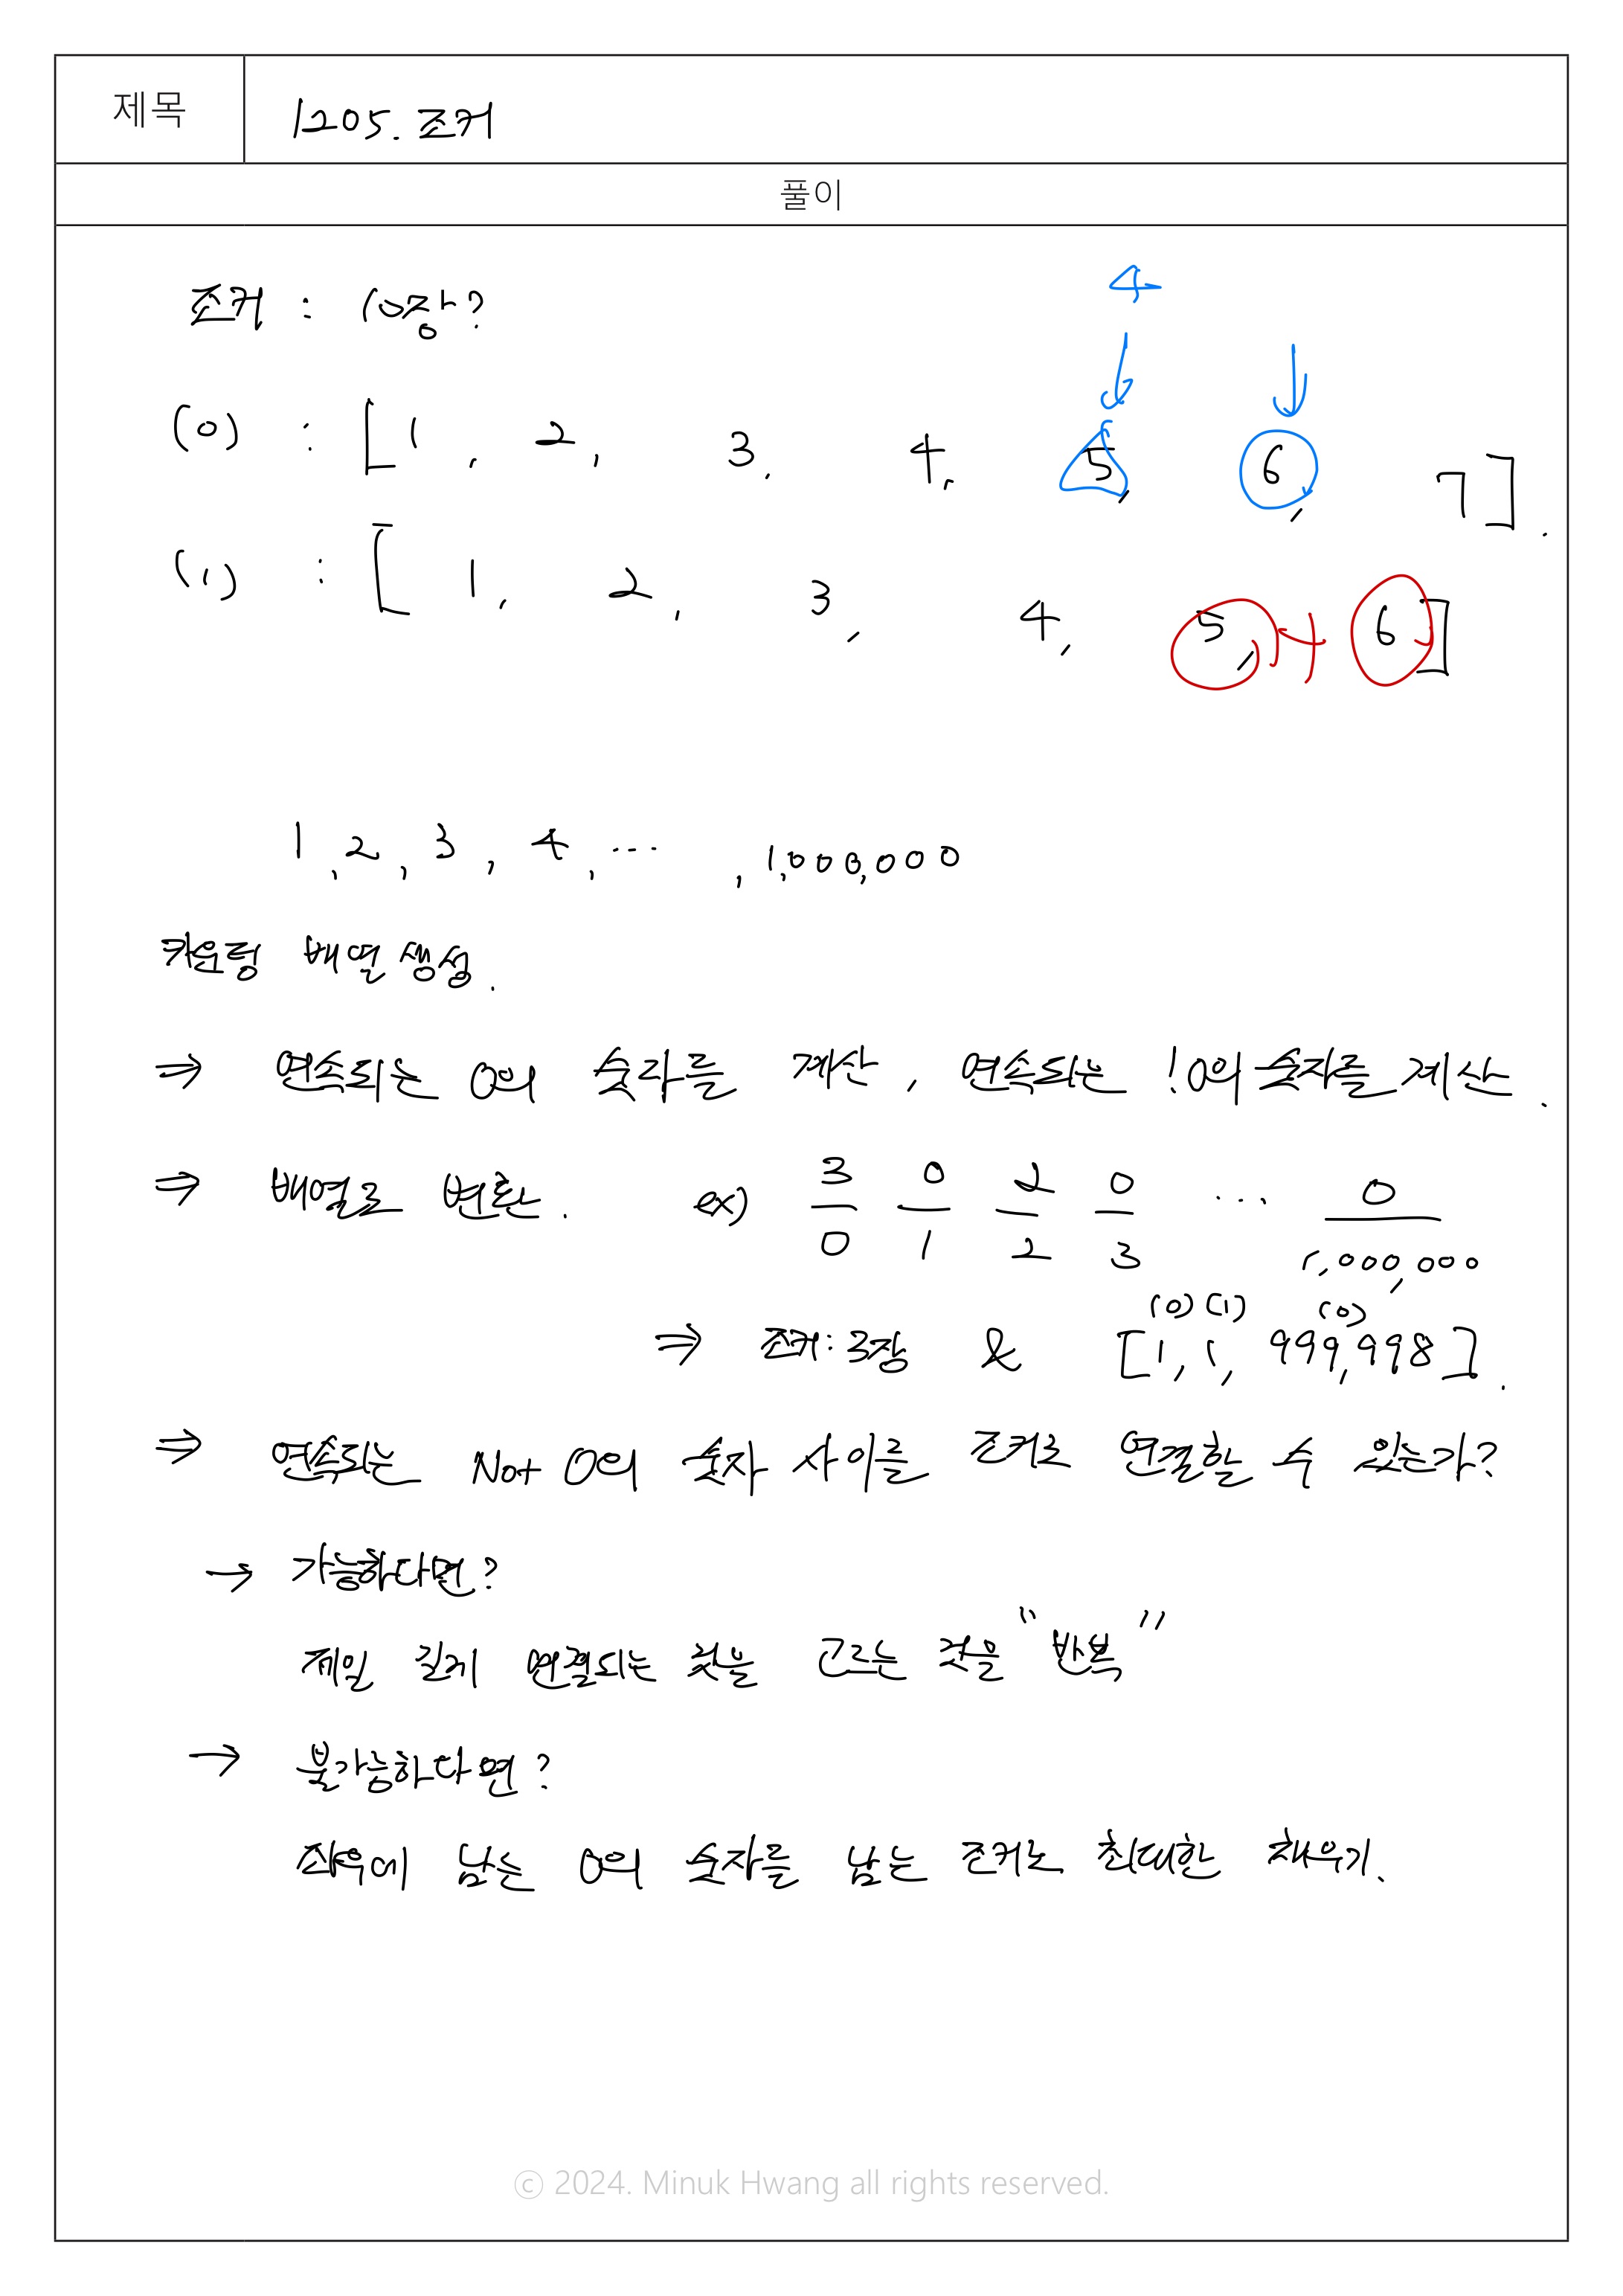 제목
1205. 조커
풀이
조커 : 10장?
4
(0) : [1, 2, 3, 4, 5, 6, 7].
(1) : [1, 2, 3, 4, 5, + 6]
1, 2, 3, 4, ... , 1,000,000
카운팅 배열 생성.
⇒ 연속되는 0의 숫자를 계산, 연속되는 !0의 숫자를 계산.
⇒ 배열로 변환. ex) 3 0 2 0 ... 0
0 1 2 3 1,000,000
(0) (1) (0)
⇒ 조커: 3장 & [1, 1, 999,998].
⇒ 연속되는 Not 0의 숫자 사이를 조커로 연결할 수 있는가?
→ 가능하다면?
제일 길게 연결되는 것을 고르는 것을 "반복"
→ 불가능하다면?
좌우에 남는 0의 숫자를 남는 조커로 최대한 채우기.
© 2024. Minuk Hwang all rights reserved.